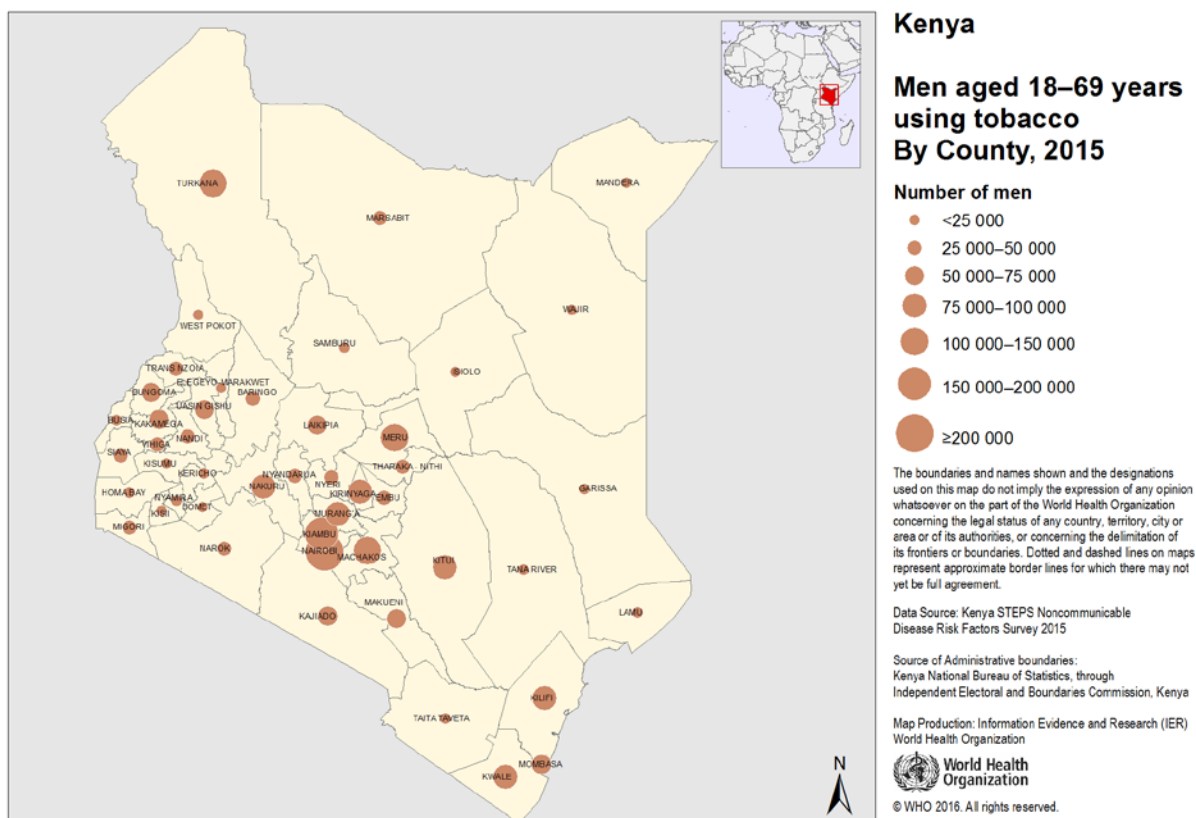 Kenya
Men aged 18–69 years
using tobacco
By County, 2015
Number of men
<25 000
25 000–50 000
50 000–75 000
75 000–100 000
100 000–150 000
150 000–200 000
≥200 000
The boundaries and names shown and the designations
used on this map do not imply the expression of any opinion
whatsoever on the part of the World Health Organization
concerning the legal status of any country, territory, city or
area or of its authorities, or concerning the delimitation of
its frontiers or boundaries. Dotted and dashed lines on maps
represent approximate border lines for which there may not
yet be full agreement.
Data Source: Kenya STEPS Noncommunicable
Disease Risk Factors Survey 2015
Source of Administrative boundaries:
Kenya National Bureau of Statistics, through
Independent Electoral and Boundaries Commission, Kenya
Map Production: Information Evidence and Research (IER)
World Health Organization
World Health
Organization
© WHO 2016. All rights reserved.
TURKANA
MANDERA
MARSABIT
WAJIR
WEST POKOT
SAMBURU
TRANS NZOIA
ISIOLO
ELEGEYO-MARAKWET
BUNGOMA
BARINGO
UASIN GISHU
BUSIA
KAKAMEGA
LAIKIPIA
NANDI
MERU
VIHIGA
SIAYA
KISUMU
THARAKA - NITHI
KERICHO
NYANDARUA
NYERI
NAKURU
GARISSA
HOMA BAY
KIRINYAGA
EMBU
NYAMIRA
BOMET
KISII
MURANG'A
MIGORI
KIAMBU
NAROK
NAIROBI
MACHAKOS
KITUI
TANA RIVER
MAKUENI
LAMU
KAJIADO
KILIFI
TAITA TAVETA
MOMBASA
KWALE
N